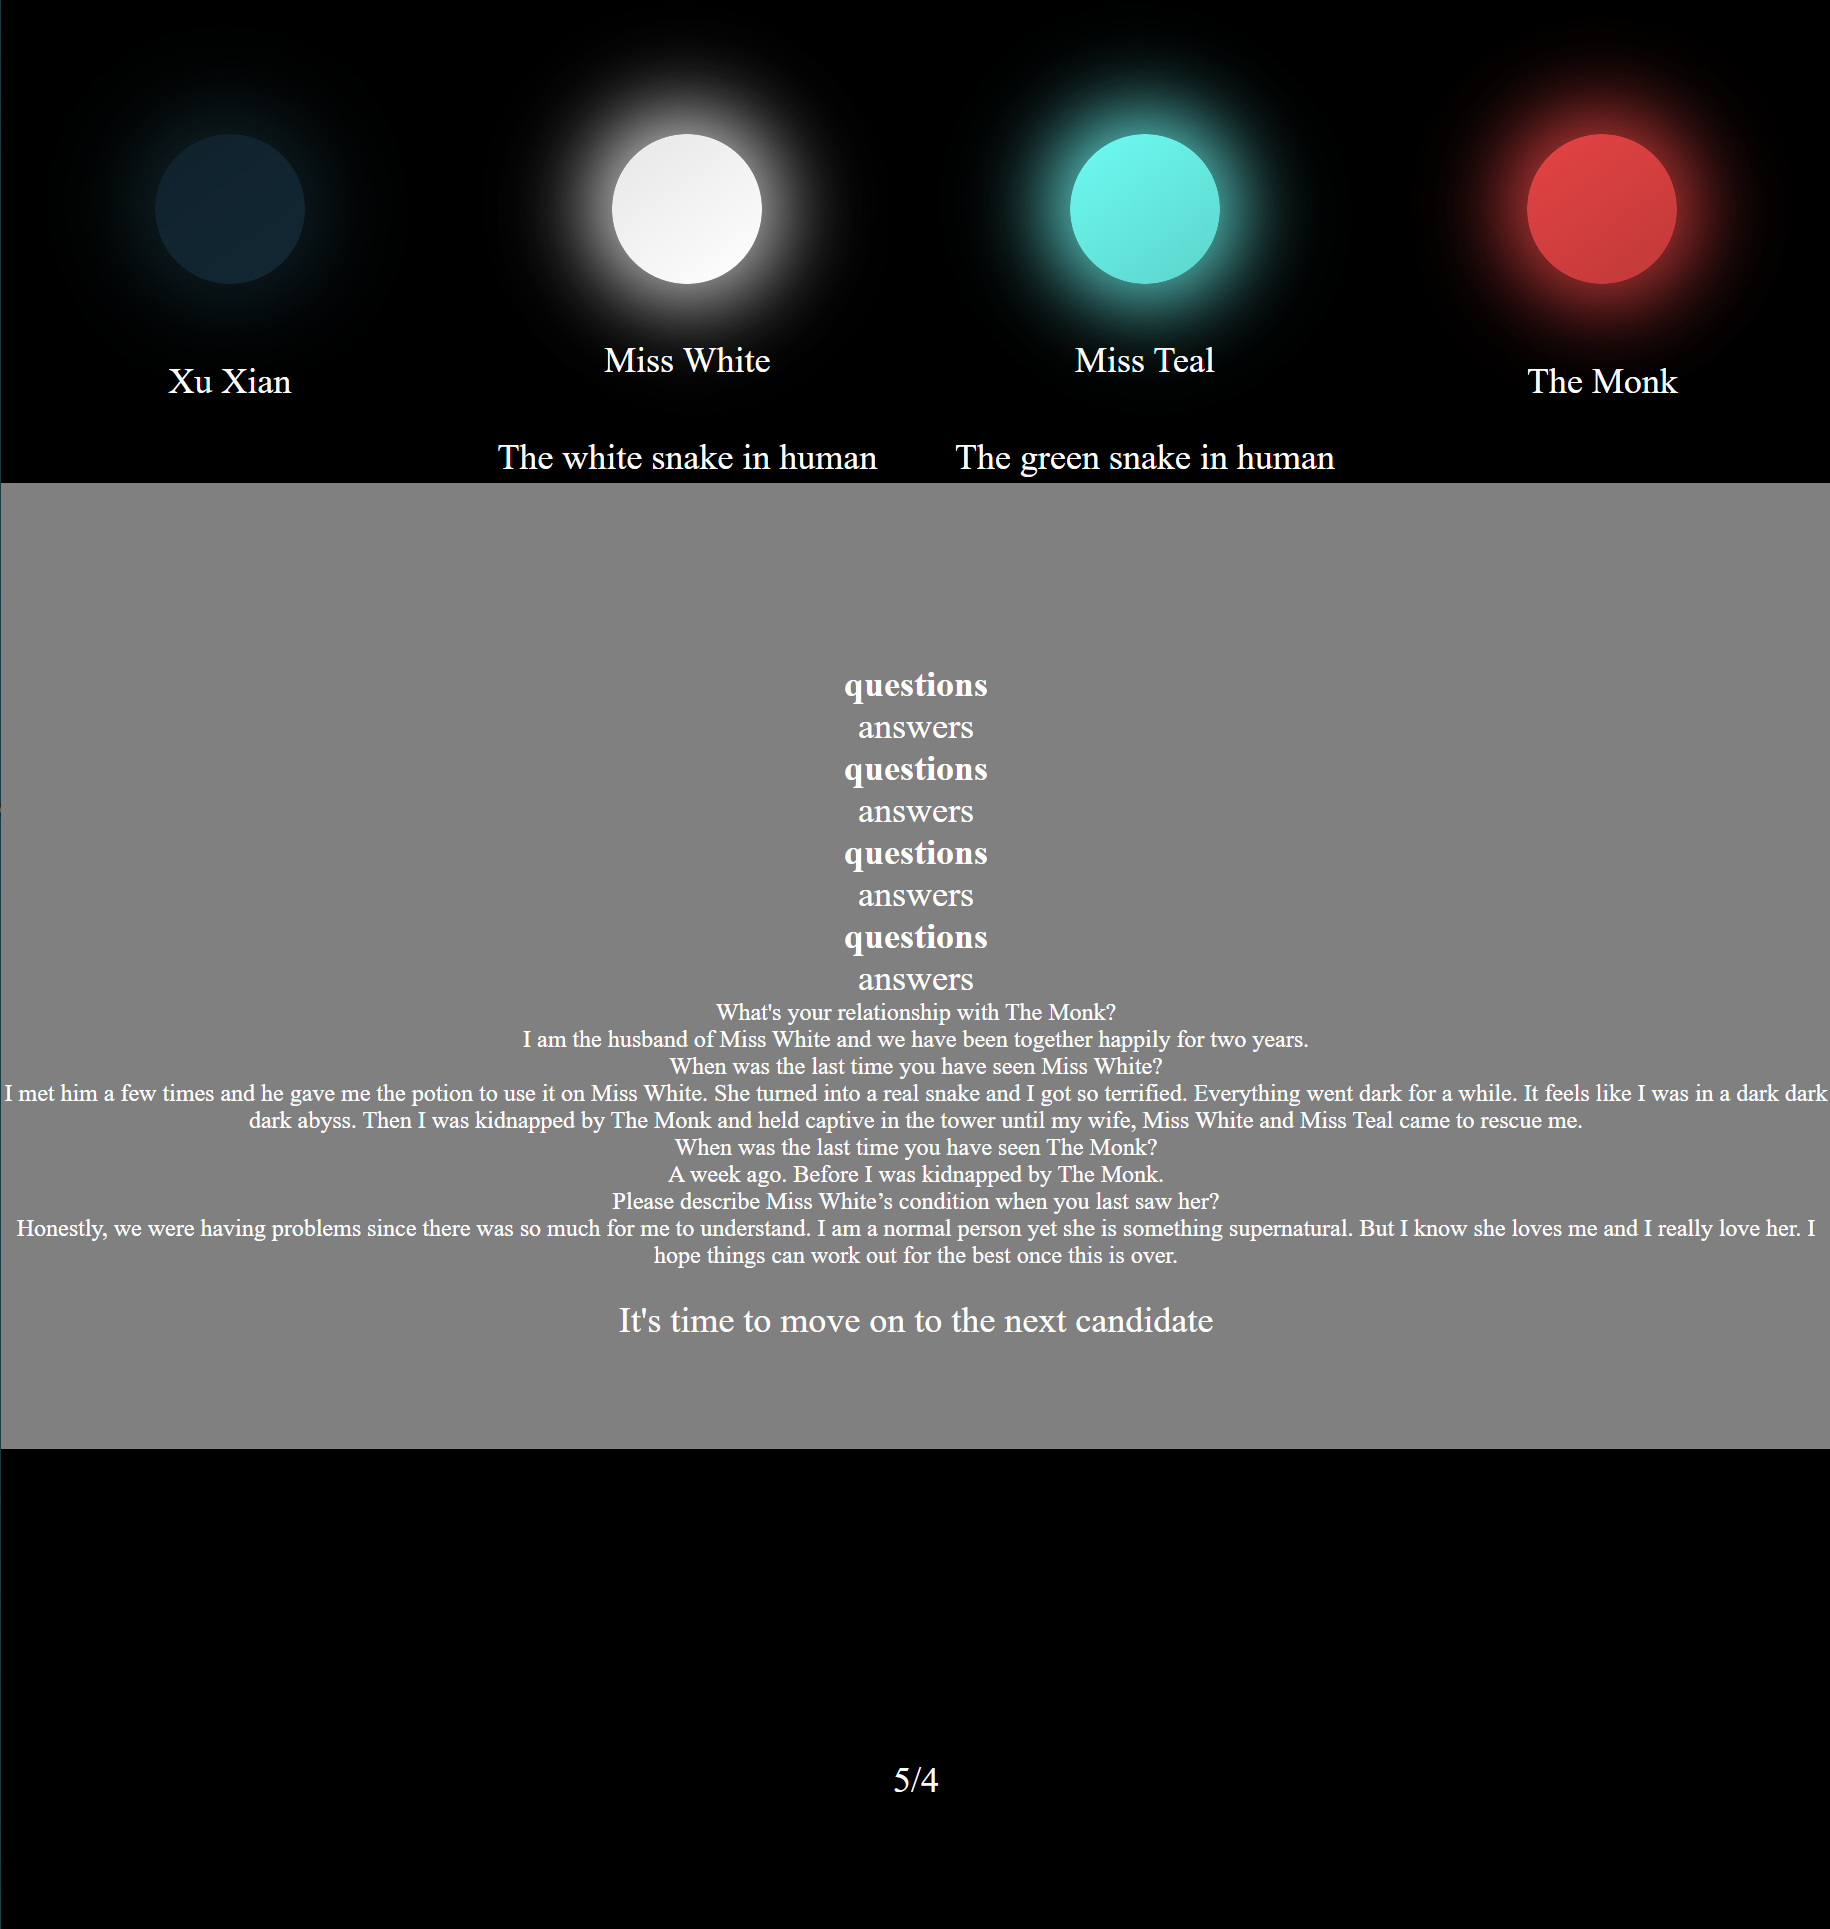 Xu Xian
Miss White
Miss Teal
The Monk
The white snake in human
The green snake in human
questions
answers
questions
answers
questions
answers
questions
answers
What's your relationship with The Monk?
I am the husband of Miss White and we have been together happily for two years.
When was the last time you have seen Miss White?
I met him a few times and he gave me the potion to use it on Miss White. She turned into a real snake and I got so terrified. Everything went dark for a while. It feels like I was in a dark dark
dark abyss. Then I was kidnapped by The Monk and held captive in the tower until my wife, Miss White and Miss Teal came to rescue me.
When was the last time you have seen The Monk?
A week ago. Before I was kidnapped by The Monk.
Please describe Miss White’s condition when you last saw her?
Honestly, we were having problems since there was so much for me to understand. I am a normal person yet she is something supernatural. But I know she loves me and I really love her. I
hope things can work out for the best once this is over.
It's time to move on to the next candidate
5/4